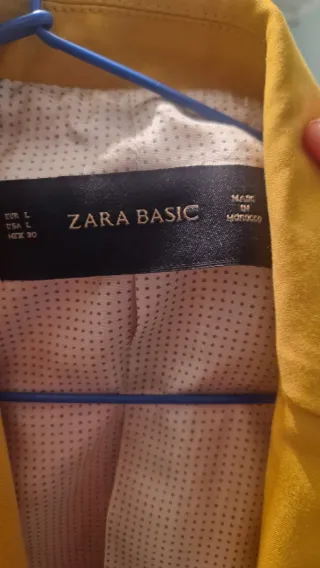 EUR L
USA L
MEX 30
ZARA BASIC
MADE
IN
MOROCCO